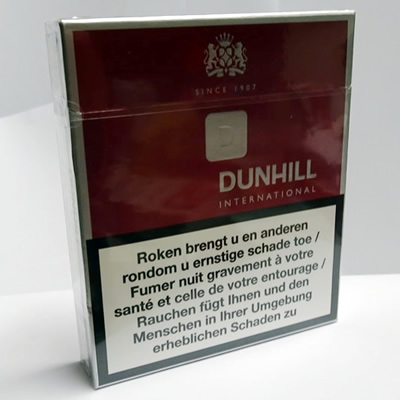 SINCE 1907
D
DUNHILL
INTERNATIONAL
Roken brengt u en anderen
rondom u ernstige schade toe /
Fumer nuit gravement à votre
santé et celle de votre entourage /
Rauchen fügt Ihnen und den
Menschen in Ihrer Umgebung
erheblichen Schaden zu